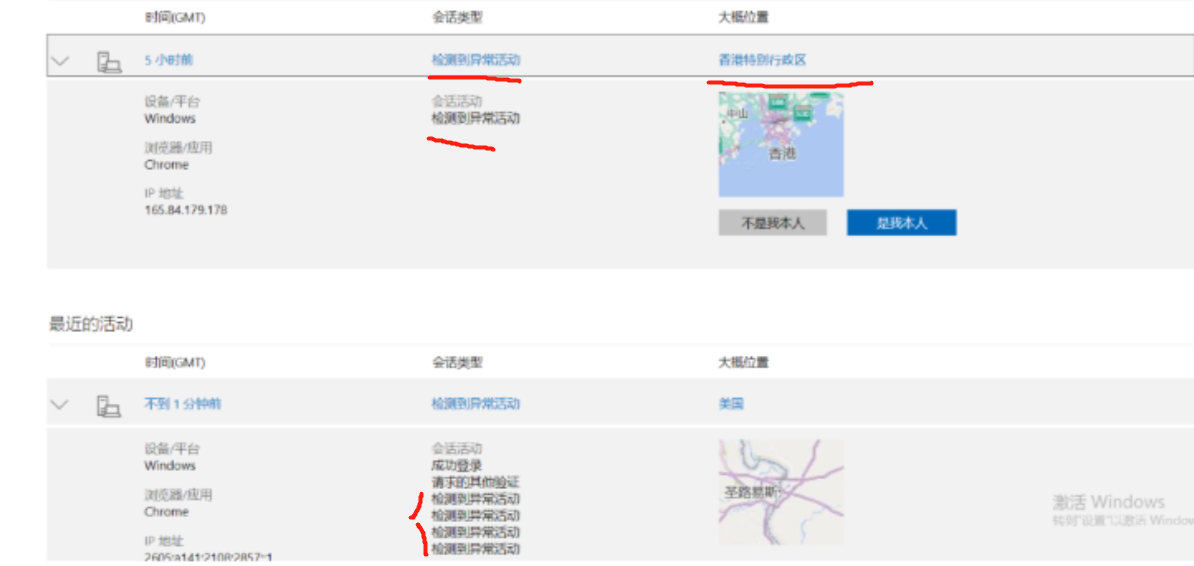 时间(GMT) 会话类型 大概位置
5 小时前 检测到异常活动 香港特别行政区
设备/平台 会话活动
Windows 检测到异常活动
中山
浏览器/应用
Chrome
香港
IP 地址
165.84.179.178
不是我本人 是我本人
最近的活动
时间(GMT) 会话类型 大概位置
不到 1 分钟前 检测到异常活动 美国
设备/平台 会话活动
Windows 成功登录
请求的其他验证
浏览器/应用 检测到异常活动 圣路易斯
Chrome 检测到异常活动
检测到异常活动
IP 地址 检测到异常活动
2605:a141:2108:2857::1
激活 Windows
转到"设置"以激活 Window